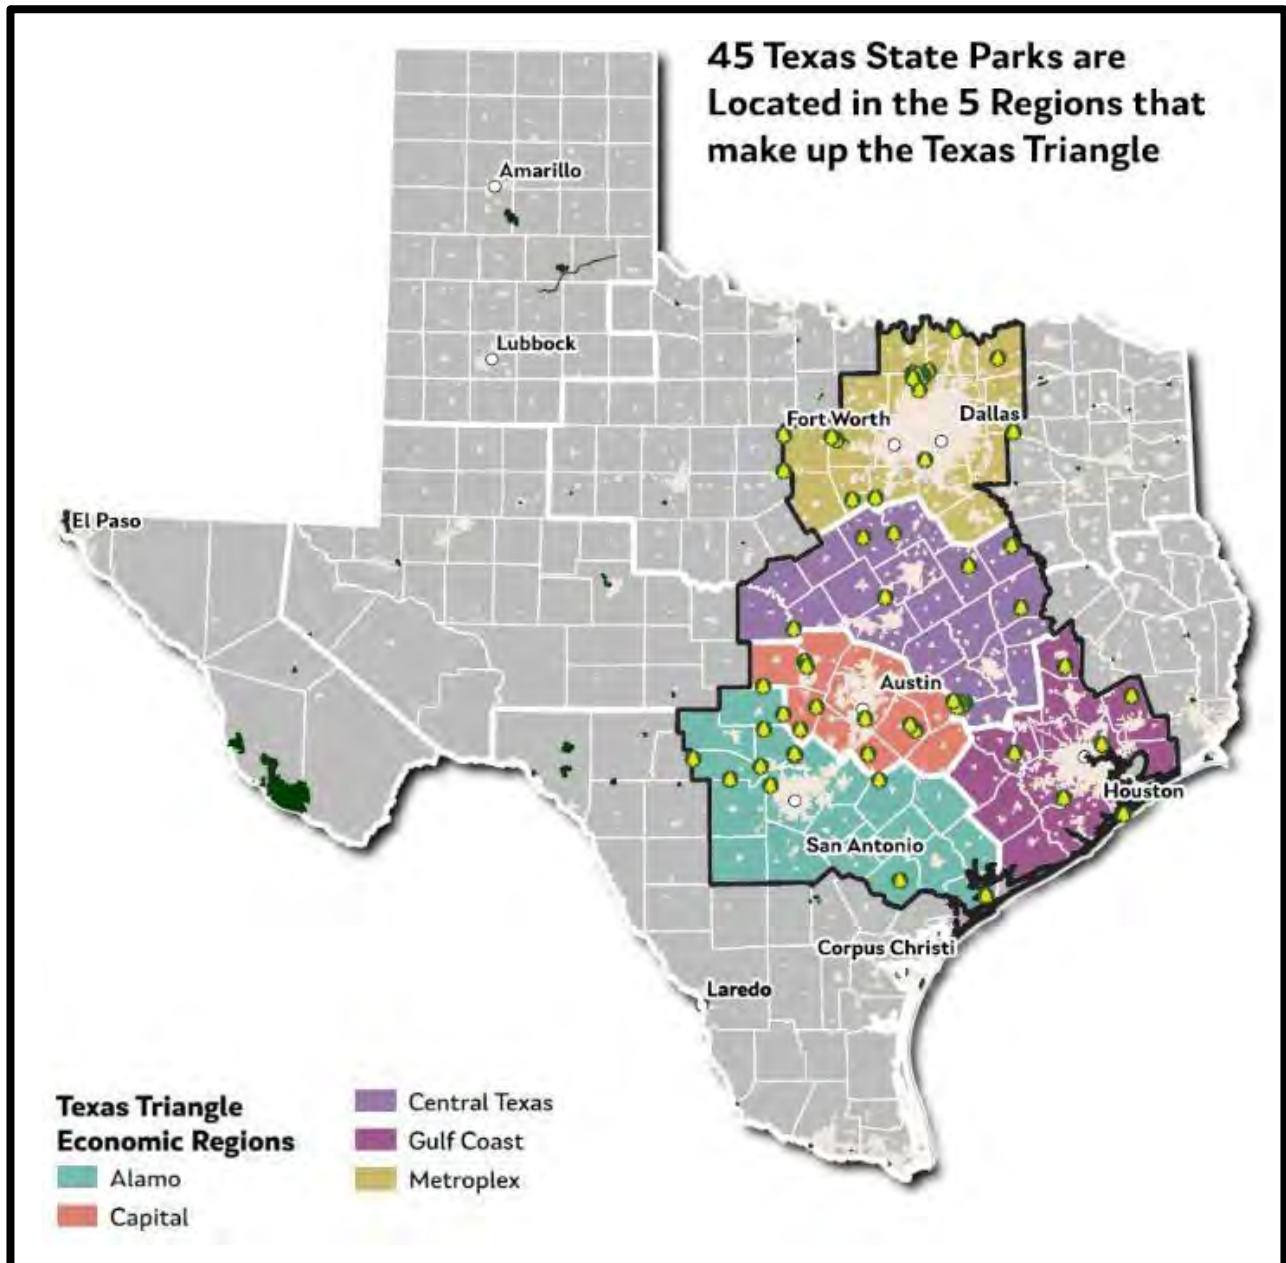 45 Texas State Parks are
Located in the 5 Regions that
make up the Texas Triangle
Amarillo
Lubbock
Fort Worth
Dallas
El Paso
Austin
Houston
San Antonio
Corpus Christi
Laredo
Texas Triangle
Economic Regions
Alamo
Capital
Central Texas
Gulf Coast
Metroplex